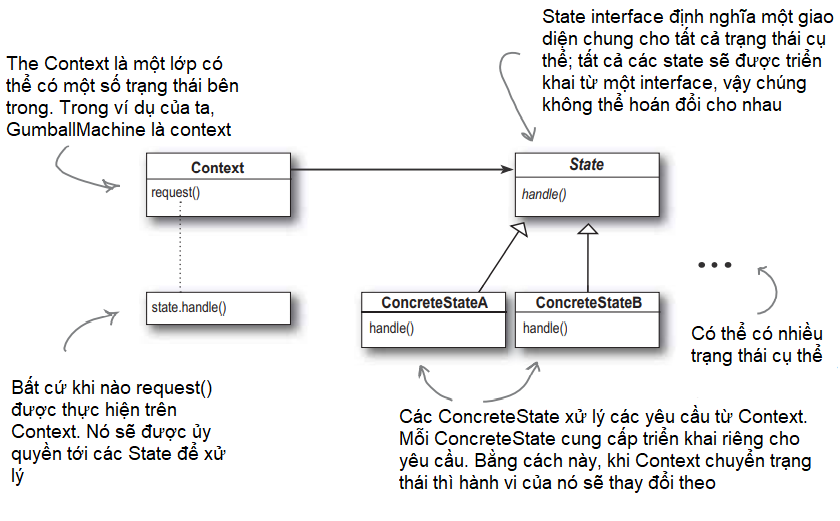 The Context là một lớp có
thể có một số trạng thái bên
trong. Trong ví dụ của ta,
GumballMachine là context
State interface định nghĩa một giao
diện chung cho tất cả trạng thái cụ
thể; tất cả các state sẽ được triển
khai từ một interface, vậy chúng
không thể hoán đổi cho nhau
Context
request()
State
handle()
state.handle()
ConcreteStateA
handle()
ConcreteStateB
handle()
Có thể có nhiều
trạng thái cụ thể
Bất cứ khi nào request()
được thực hiện trên
Context. Nó sẽ được ủy
quyền tới các State để xử
lý
Các ConcreteState xử lý các yêu cầu từ Context.
Mỗi ConcreteState cung cấp triển khai riêng cho
yêu cầu. Bằng cách này, khi Context chuyển trạng
thái thì hành vi của nó sẽ thay đổi theo